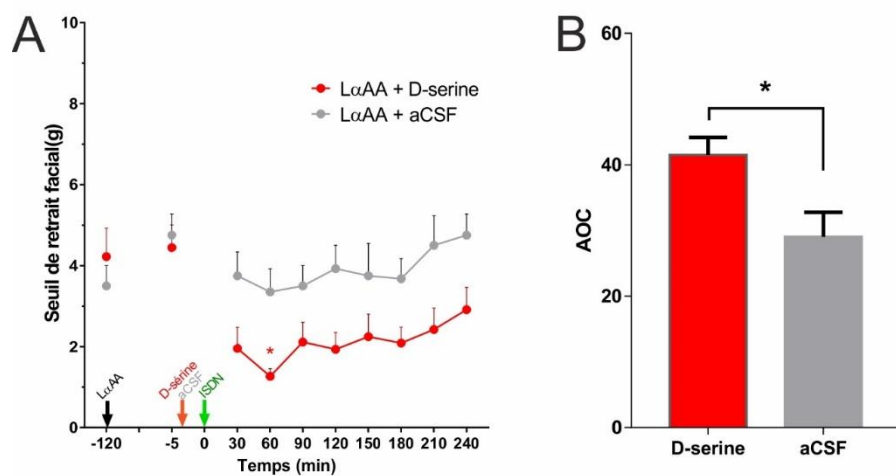 A
Seuil de retrait facial(g)
10
8
6
4
2
0
LαAA + D-serine
LαAA + aCSF
*
LαAA
D-sérine
aCSF
ISDN
-120 -5 0 30 60 90 120 150 180 210 240
Temps (min)
B
AOC
60
40
20
0
*
D-serine aCSF